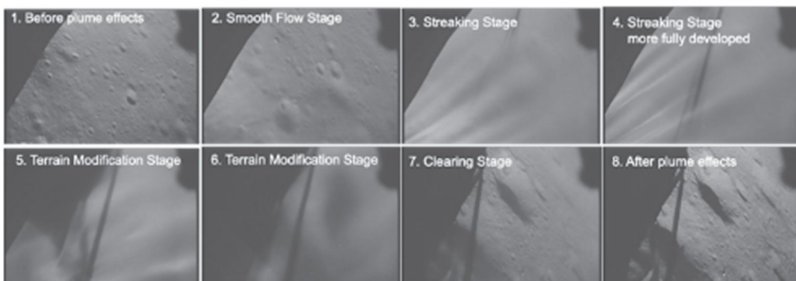 1. Before plume effects
2. Smooth Flow Stage
3. Streaking Stage
4. Streaking Stage
more fully developed
5. Terrain Modification Stage
6. Terrain Modification Stage
7. Clearing Stage
8. After plume effects